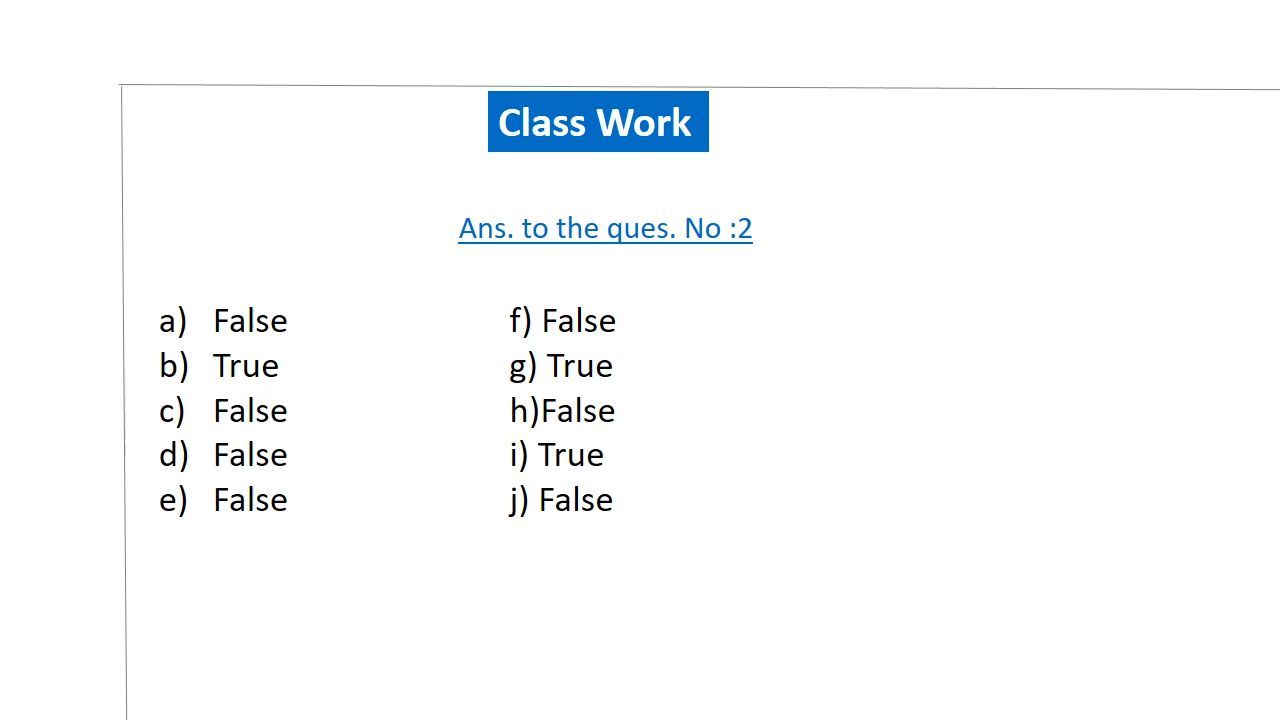 Class Work
Ans. to the ques. No :2
a) False
b) True
c) False
d) False
e) False
f) False
g) True
h)False
i) True
j) False